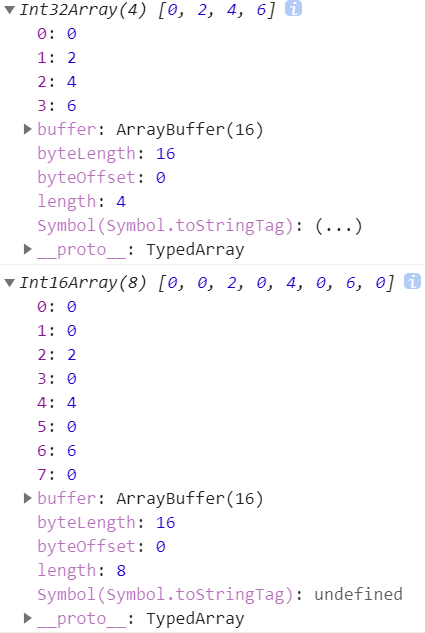 Int32Array(4) [0, 2, 4, 6] i
0: 0
1: 2
2: 4
3: 6
buffer: ArrayBuffer(16)
byteLength: 16
byteOffset: 0
length: 4
Symbol(Symbol.toStringTag): (...)
__proto__: TypedArray
Int16Array(8) [0, 0, 2, 0, 4, 0, 6, 0] i
0: 0
1: 0
2: 2
3: 0
4: 4
5: 0
6: 6
7: 0
buffer: ArrayBuffer(16)
byteLength: 16
byteOffset: 0
length: 8
Symbol(Symbol.toStringTag): undefined
__proto__: TypedArray